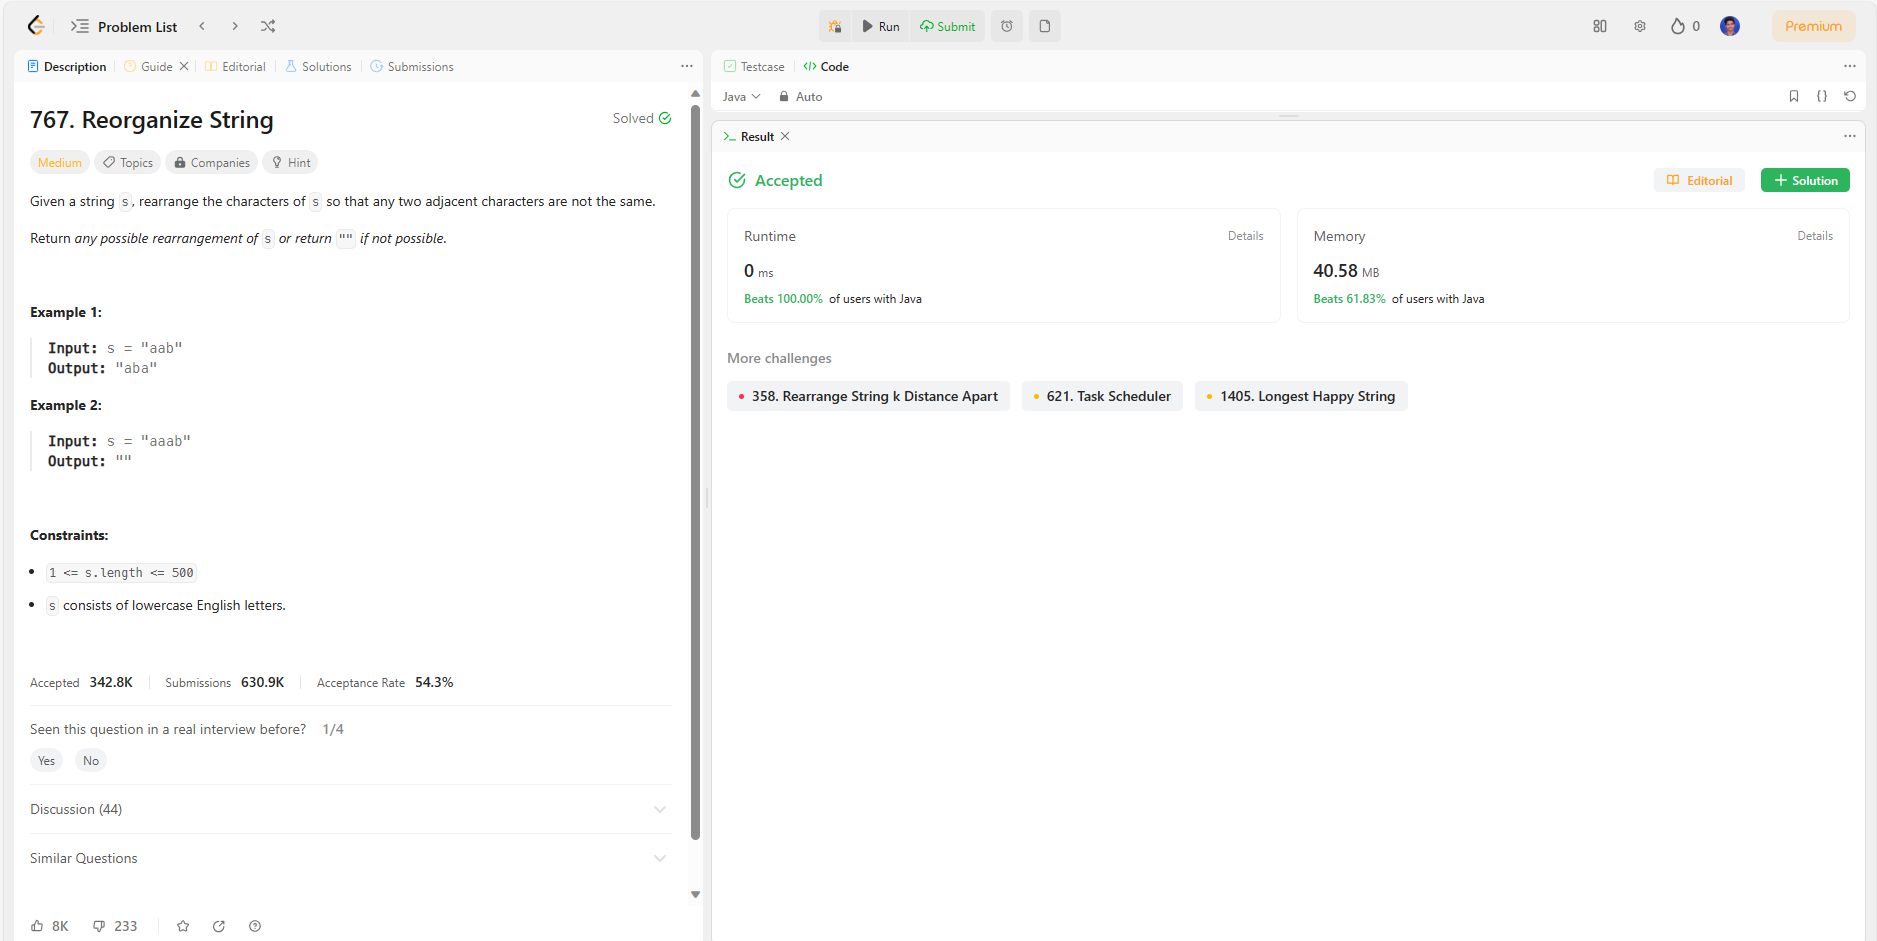 Problem List
Run
Submit
0
Premium
Description
Guide
Editorial
Solutions
Submissions
767. Reorganize String
Solved
Medium
Topics
Companies
Hint
Given a string s, rearrange the characters of s so that any two adjacent characters are not the same.
Return any possible rearrangement of s or return "" if not possible.
Example 1:
Input: s = "aab"
Output: "aba"
Example 2:
Input: s = "aaab"
Output: ""
Constraints:
1 <= s.length <= 500
s consists of lowercase English letters.
Accepted 342.8K
Submissions 630.9K
Acceptance Rate 54.3%
Seen this question in a real interview before? 1/4
Yes
No
Discussion (44)
Similar Questions
8K
233
Testcase
</> Code
Java
Auto
{}
>_ Result
Accepted
Editorial
+ Solution
Runtime
Details
0 ms
Beats 100.00% of users with Java
Memory
Details
40.58 MB
Beats 61.83% of users with Java
More challenges
358. Rearrange String k Distance Apart
621. Task Scheduler
1405. Longest Happy String